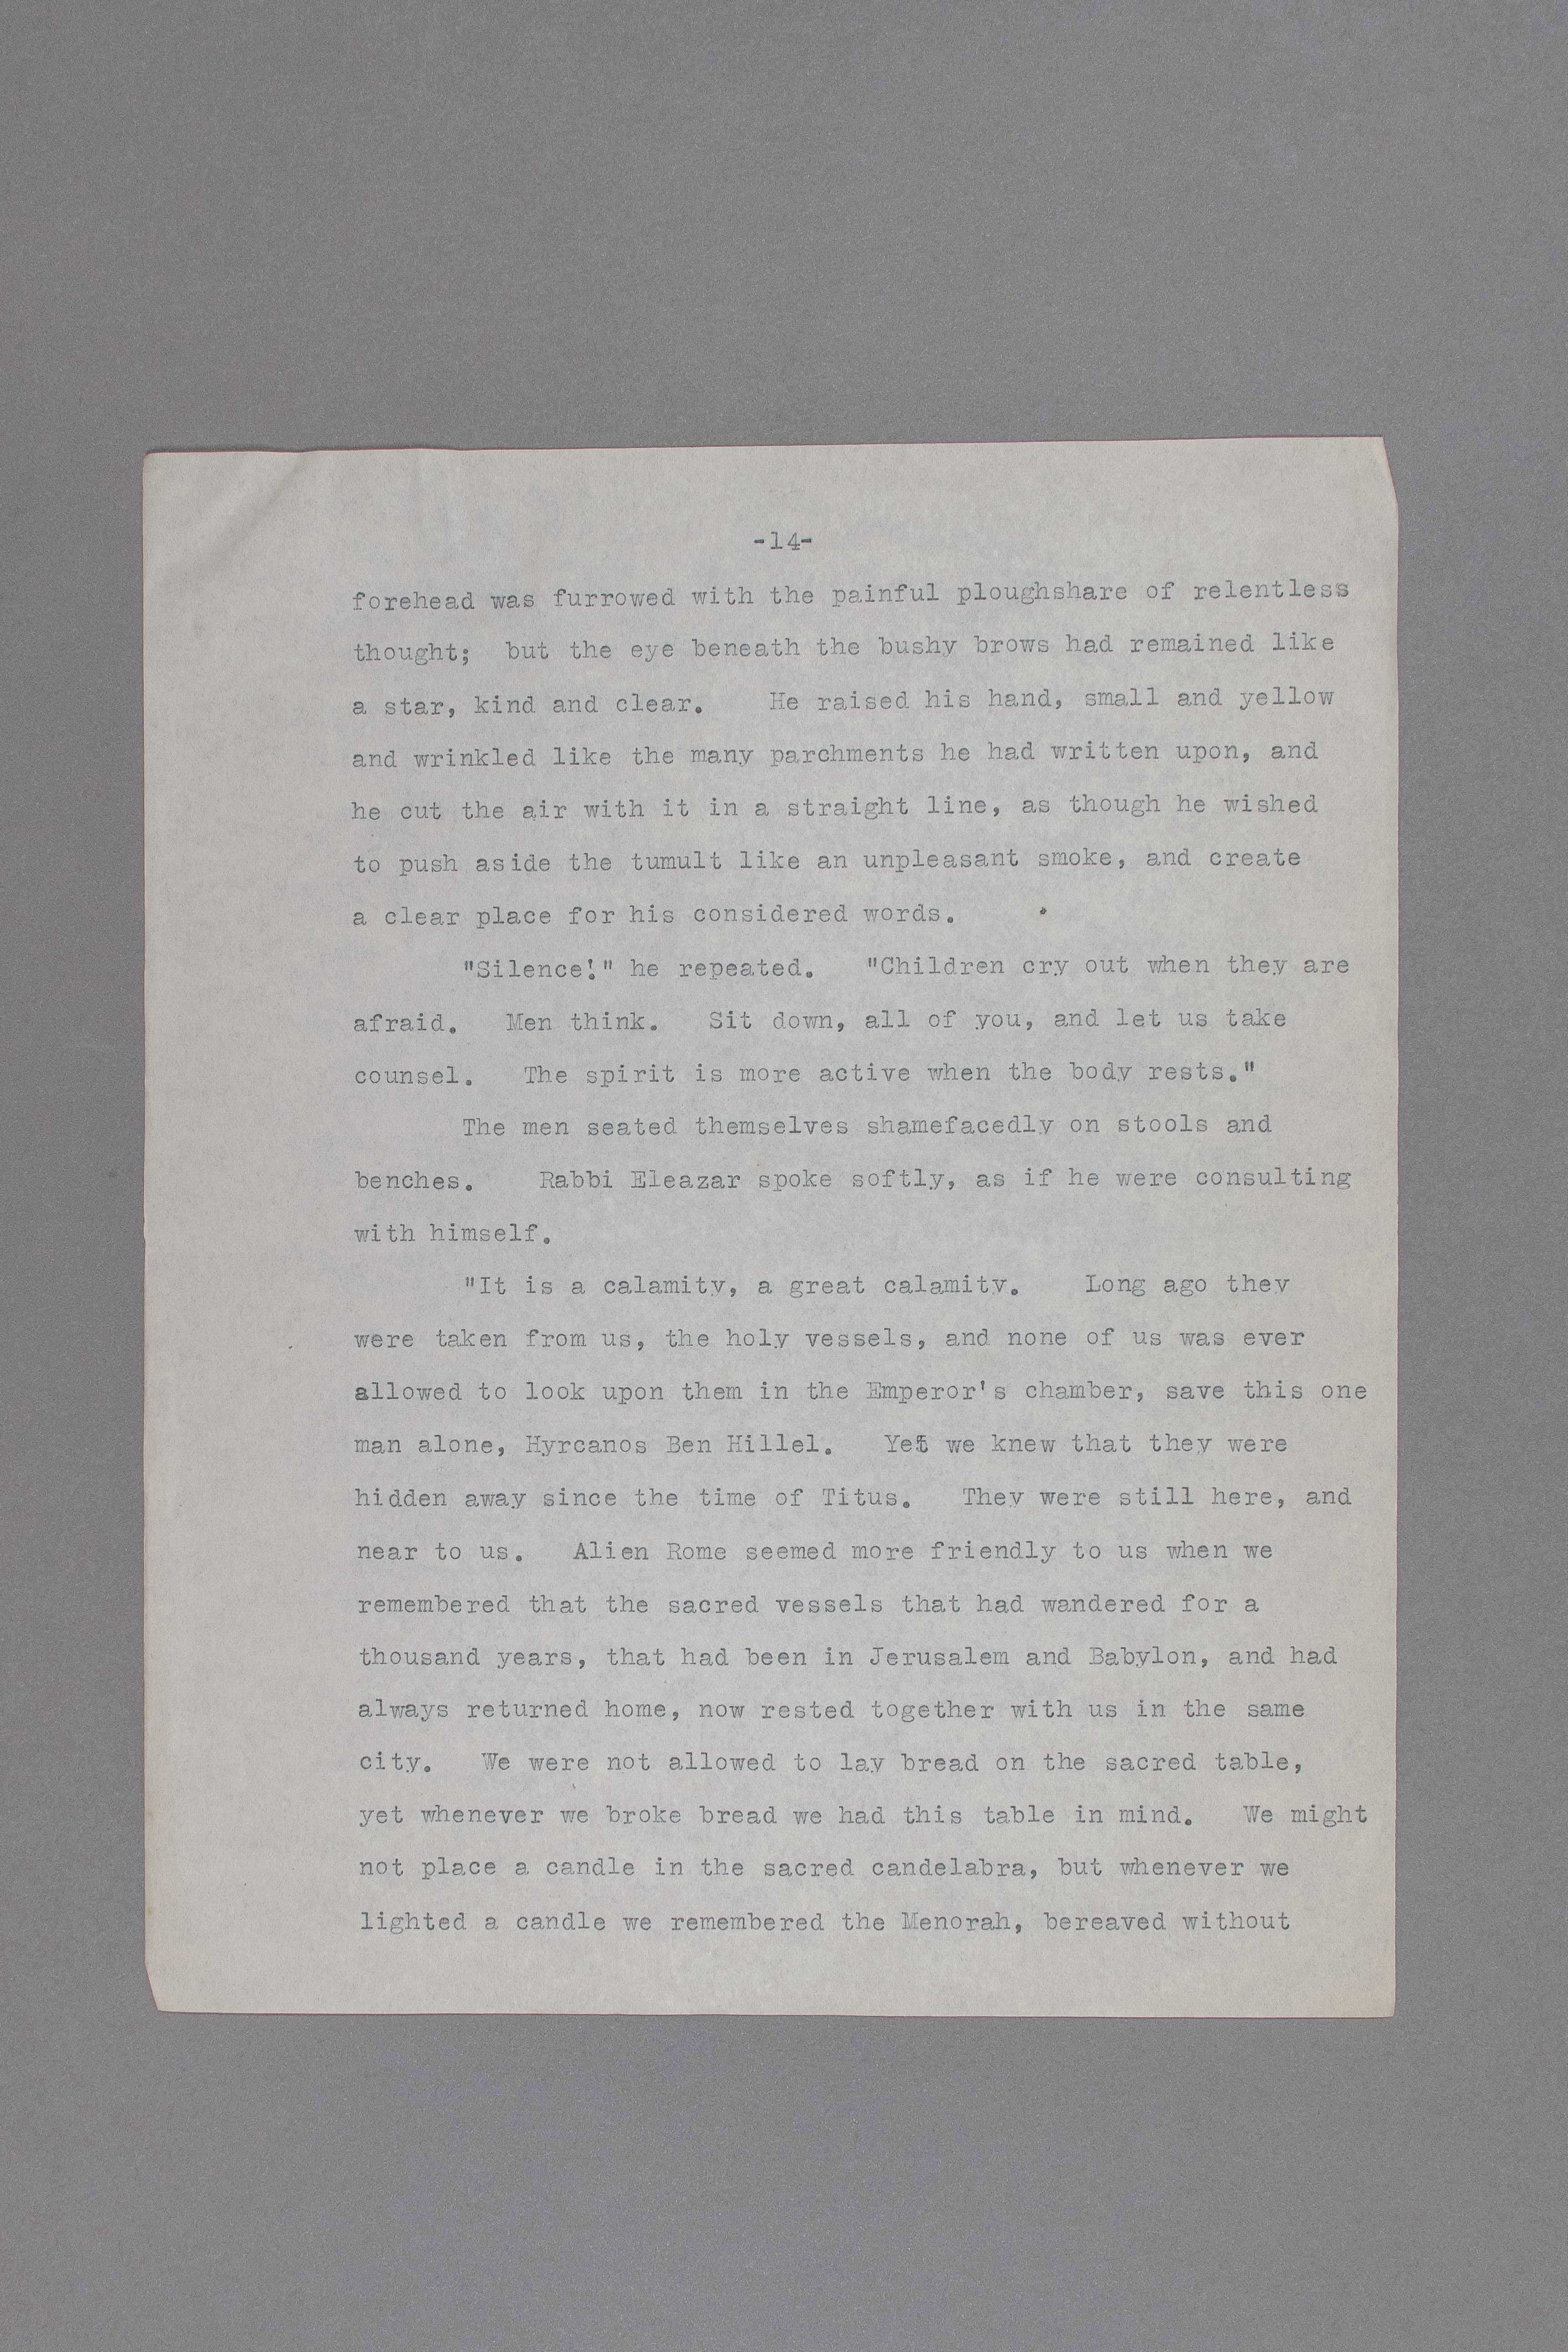 -14-
forehead was furrowed with the painful ploughshare of relentless
thought; but the eye beneath the bushy brows had remained like
a star, kind and clear. He raised his hand, small and yellow
and wrinkled like the many parchments he had written upon, and
he cut the air with it in a straight line, as though he wished
to push aside the tumult like an unpleasant smoke, and create
a clear place for his considered words.
"Silence!" he repeated. "Children cry out when they are
afraid. Men think. Sit down, all of you, and let us take
counsel. The spirit is more active when the body rests."
The men seated themselves shamefacedly on stools and
benches. Rabbi Eleazar spoke softly, as if he were consulting
with himself.
"It is a calamity, a great calamity. Long ago they
were taken from us, the holy vessels, and none of us was ever
allowed to look upon them in the Emperor's chamber, save this one
man alone, Hyrcanos Ben Hillel. Yet we knew that they were
hidden away since the time of Titus. They were still here, and
near to us. Alien Rome seemed more friendly to us when we
remembered that the sacred vessels that had wandered for a
thousand years, that had been in Jerusalem and Babylon, and had
always returned home, now rested together with us in the same
city. We were not allowed to lay bread on the sacred table,
yet whenever we broke bread we had this table in mind. We might
not place a candle in the sacred candelabra, but whenever we
lighted a candle we remembered the Menorah, bereaved without